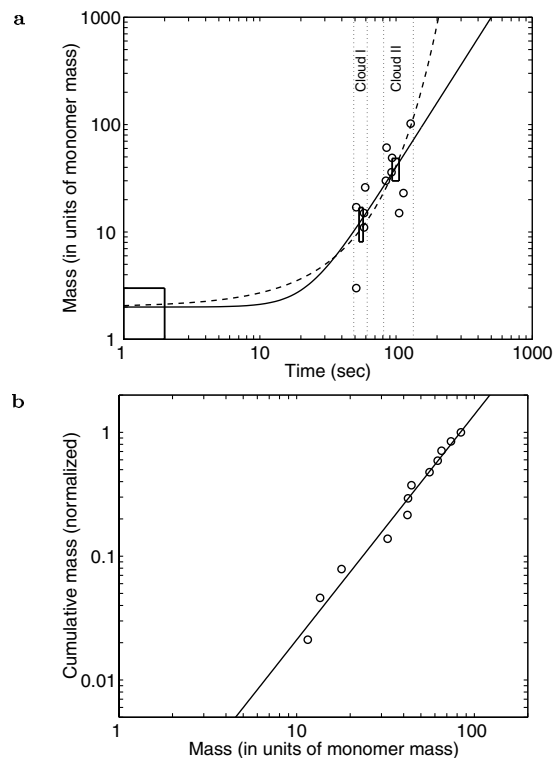 a
1000
100
10
1
Mass (in units of monomer mass)
Cloud I
Cloud II
1 10 100 1000
Time (sec)
b
1
0.1
0.01
Cumulative mass (normalized)
1 10 100
Mass (in units of monomer mass)